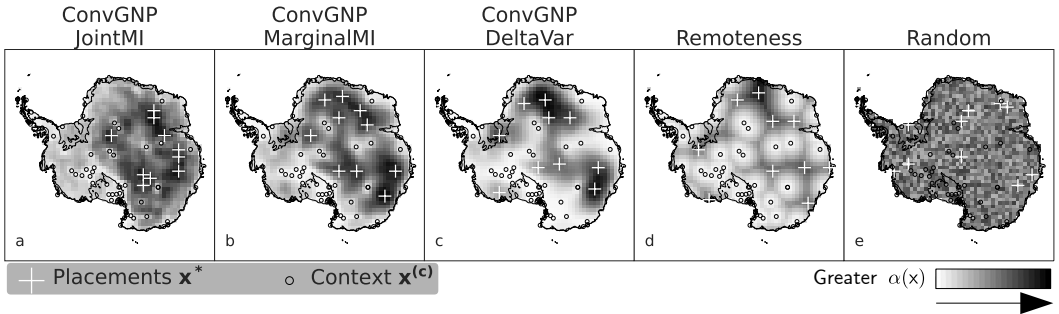 ConvGNP
JointMI
ConvGNP
MarginalMI
ConvGNP
DeltaVar
Remoteness
Random
a
b
c
d
e
Placements x*
Context x(c)
Greater α(x)